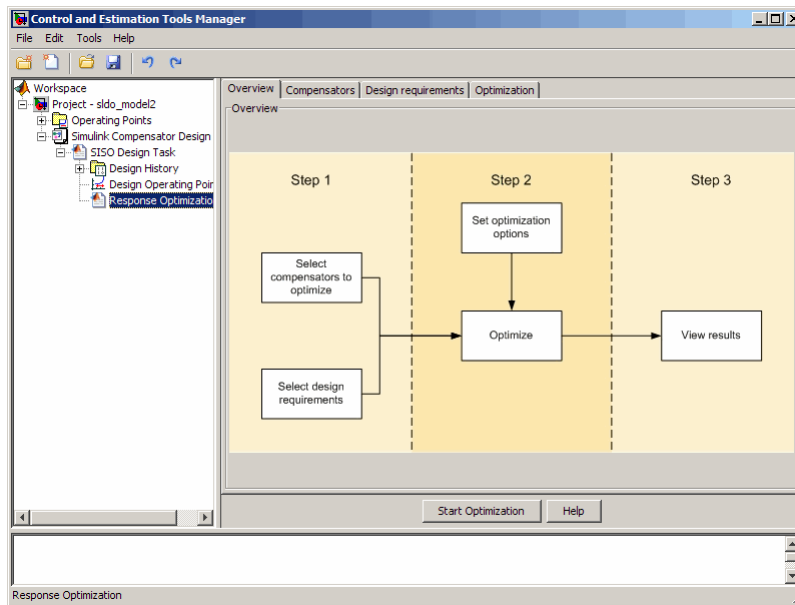 Control and Estimation Tools Manager
File Edit Tools Help
Workspace
Project - sldo_model2
Operating Points
Simulink Compensator Design
SISO Design Task
Design History
Design Operating Poir
Response Optimizatio
Overview Compensators Design requirements Optimization
Overview
Step 1
Step 2
Step 3
Set optimization
options
Select
compensators to
optimize
Optimize
View results
Select design
requirements
Start Optimization Help
Response Optimization